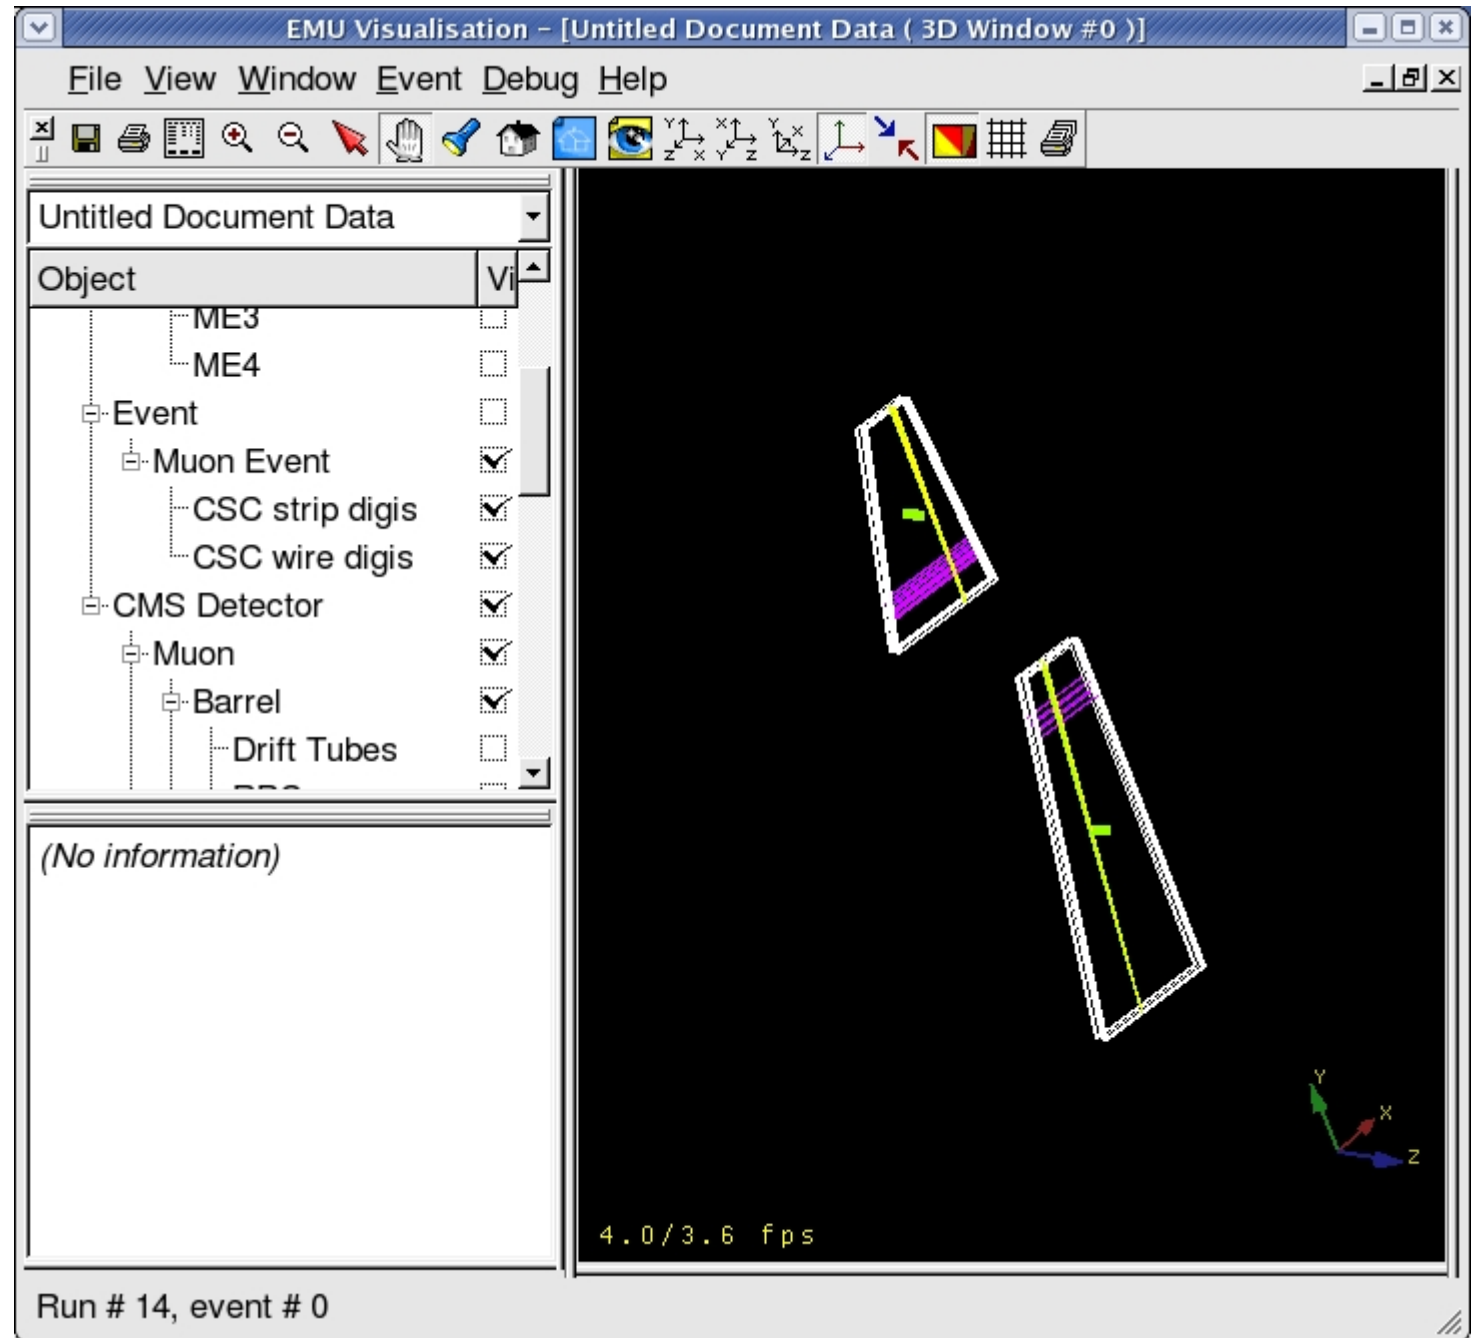 EMU Visualisation – [Untitled Document Data ( 3D Window #0 )]
File View Window Event Debug Help
Untitled Document Data
Object Vi
ME3
ME4
Event
Muon Event
CSC strip digis
CSC wire digis
CMS Detector
Muon
Barrel
Drift Tubes
(No information)
Y
X
Z
4.0/3.6 fps
Run # 14, event # 0